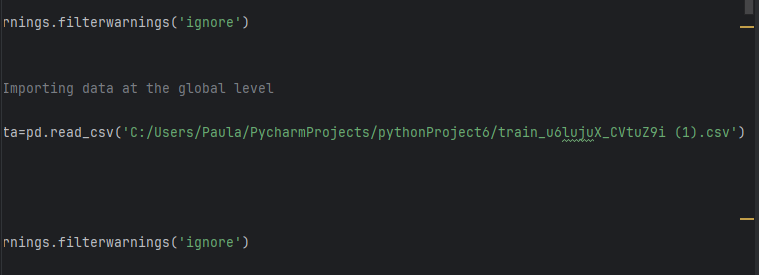 rnings.filterwarnings('ignore')
Importing data at the global level
ta=pd.read_csv('C:/Users/Paula/PycharmProjects/pythonProject6/train_u6lujuX_CVtuZ9i (1).csv')
rnings.filterwarnings('ignore')